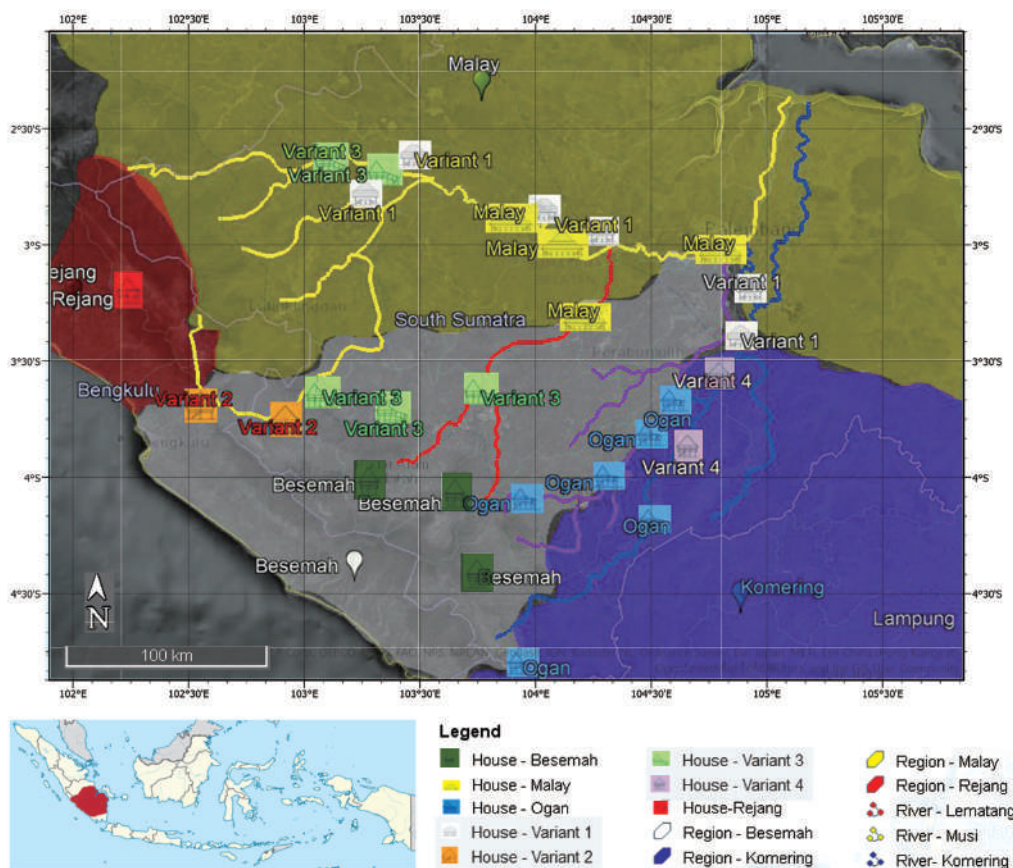 102°E 102°30'E 103°E 103°30'E 104°E 104°30'E 105°E 105°30'E
Malay
2°30'S 2°30'S
Variant 3
Variant 1
Variant 3
Variant 1
Malay
Variant 1
3°S Malay Malay 3°S
ejang
Rejang
Variant 1
Malay
South Sumatra
Variant 1
3°30'S 3°30'S
Bengkulu
Variant 4
Variant 2 Variant 3 Variant 3
Variant 2 Variant 3
Ogan
Ogan
Variant 4
4°S 4°S
Besemah
Ogan
Besemah Ogan
Ogan
Besemah
Besemah
Komering
4°30'S 4°30'S
Lampung
N
100 km
Ogan
102°E 102°30'E 103°E 103°30'E 104°E 104°30'E 105°E 105°30'E
Legend
House - Besemah
House - Malay
House - Ogan
House - Variant 1
House - Variant 2
House - Variant 3
House - Variant 4
House-Rejang
Region - Besemah
Region - Komering
Region - Malay
Region - Rejang
River - Lematang
River - Musi
River- Komering